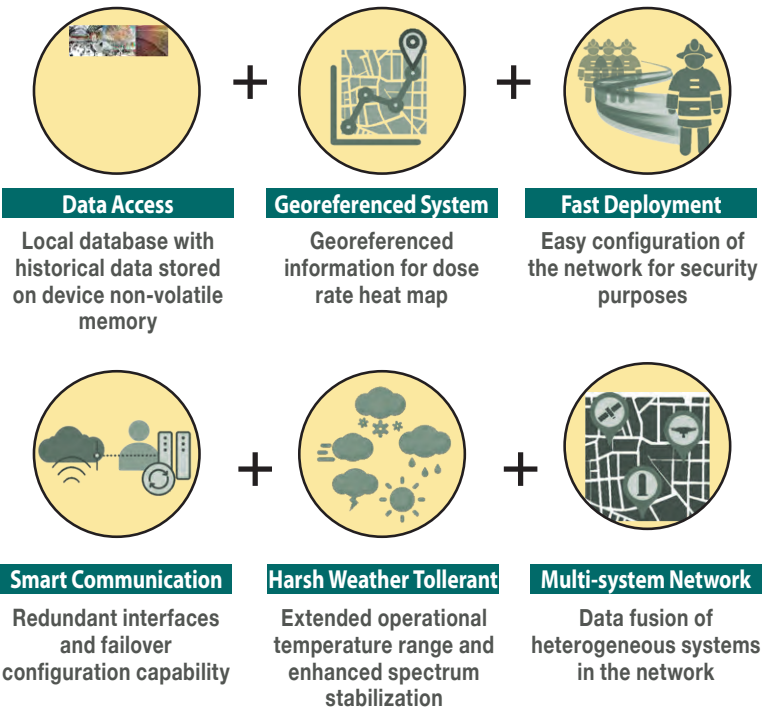 Data Access
Local database with
historical data stored
on device non-volatile
memory
Georeferenced System
Georeferenced
information for dose
rate heat map
Fast Deployment
Easy configuration of
the network for security
purposes
Smart Communication
Redundant interfaces
and failover
configuration capability
Harsh Weather Tollerant
Extended operational
temperature range and
enhanced spectrum
stabilization
Multi-system Network
Data fusion of
heterogeneous systems
in the network